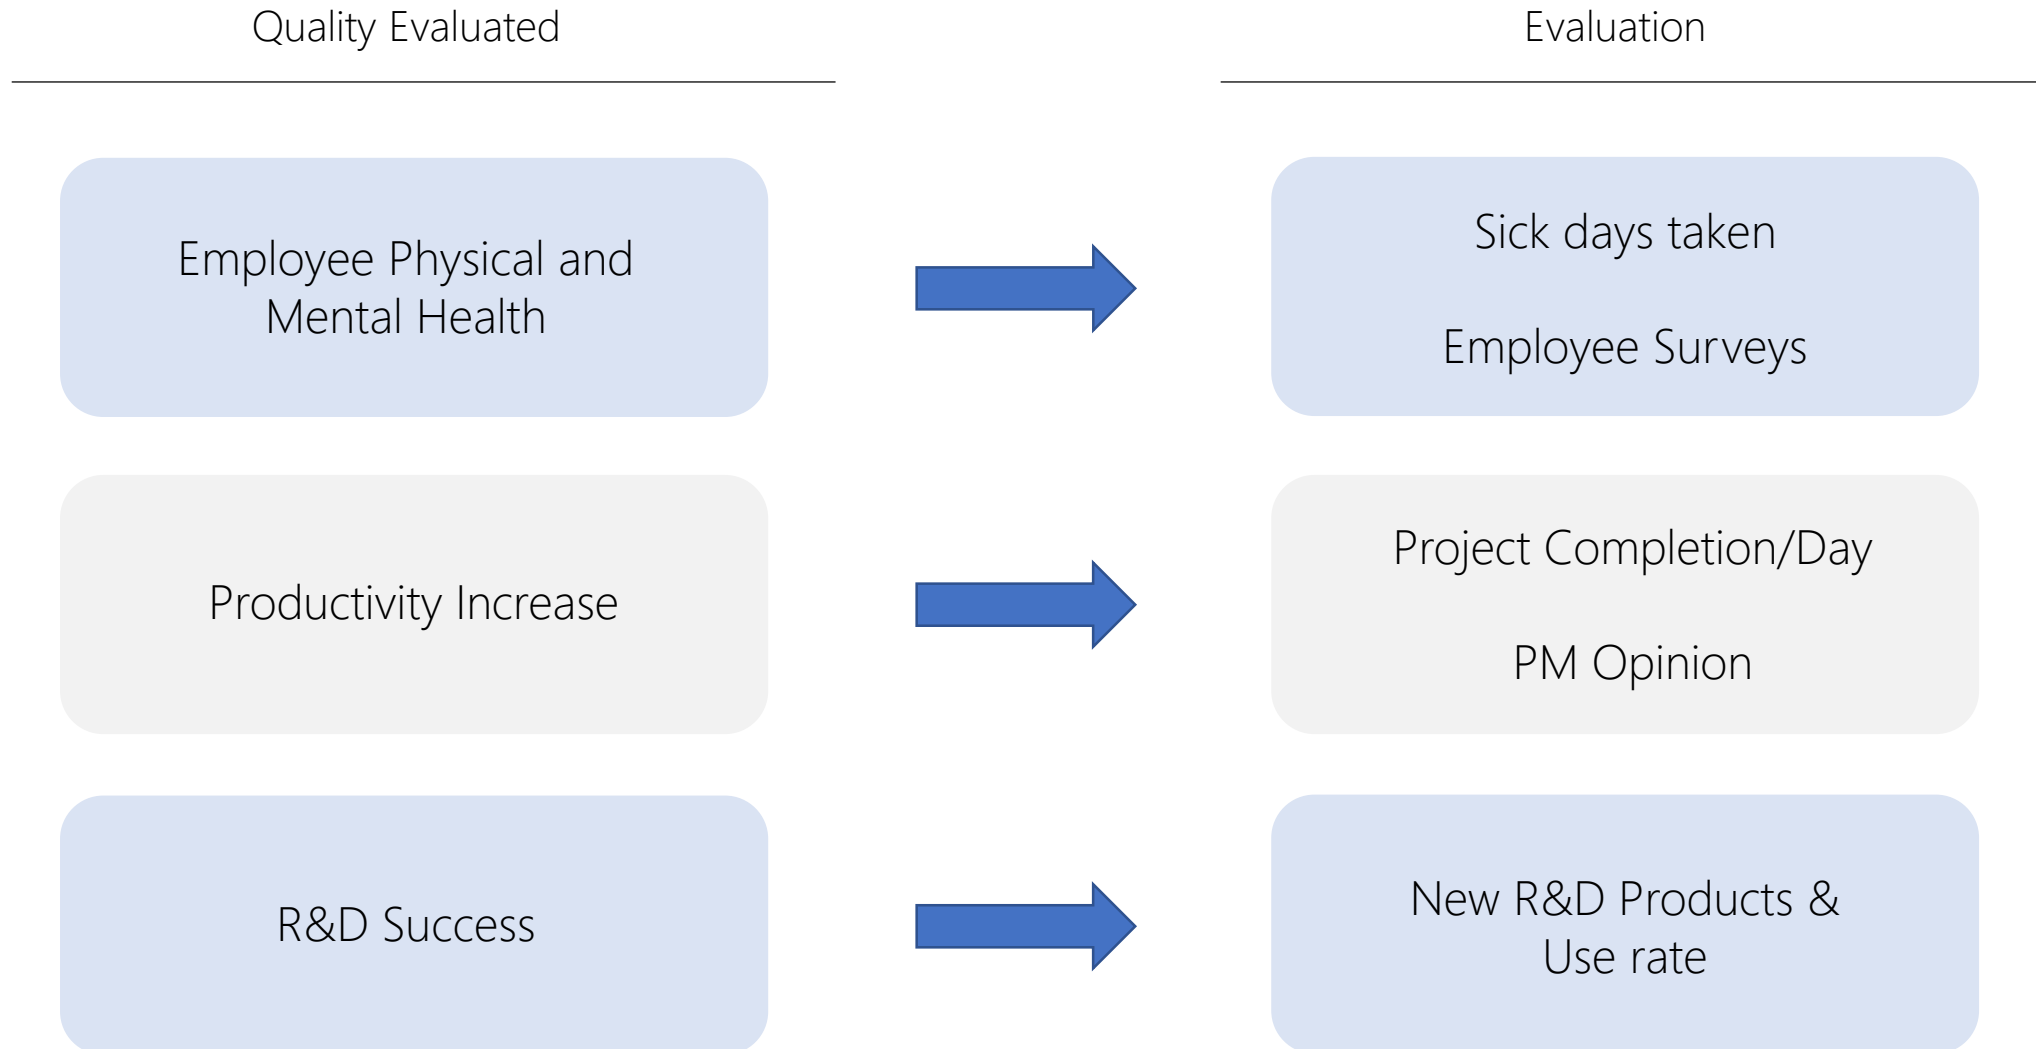 Quality Evaluated
Evaluation
Employee Physical and
Mental Health
Sick days taken
Employee Surveys
Productivity Increase
Project Completion/Day
PM Opinion
R&D Success
New R&D Products &
Use rate